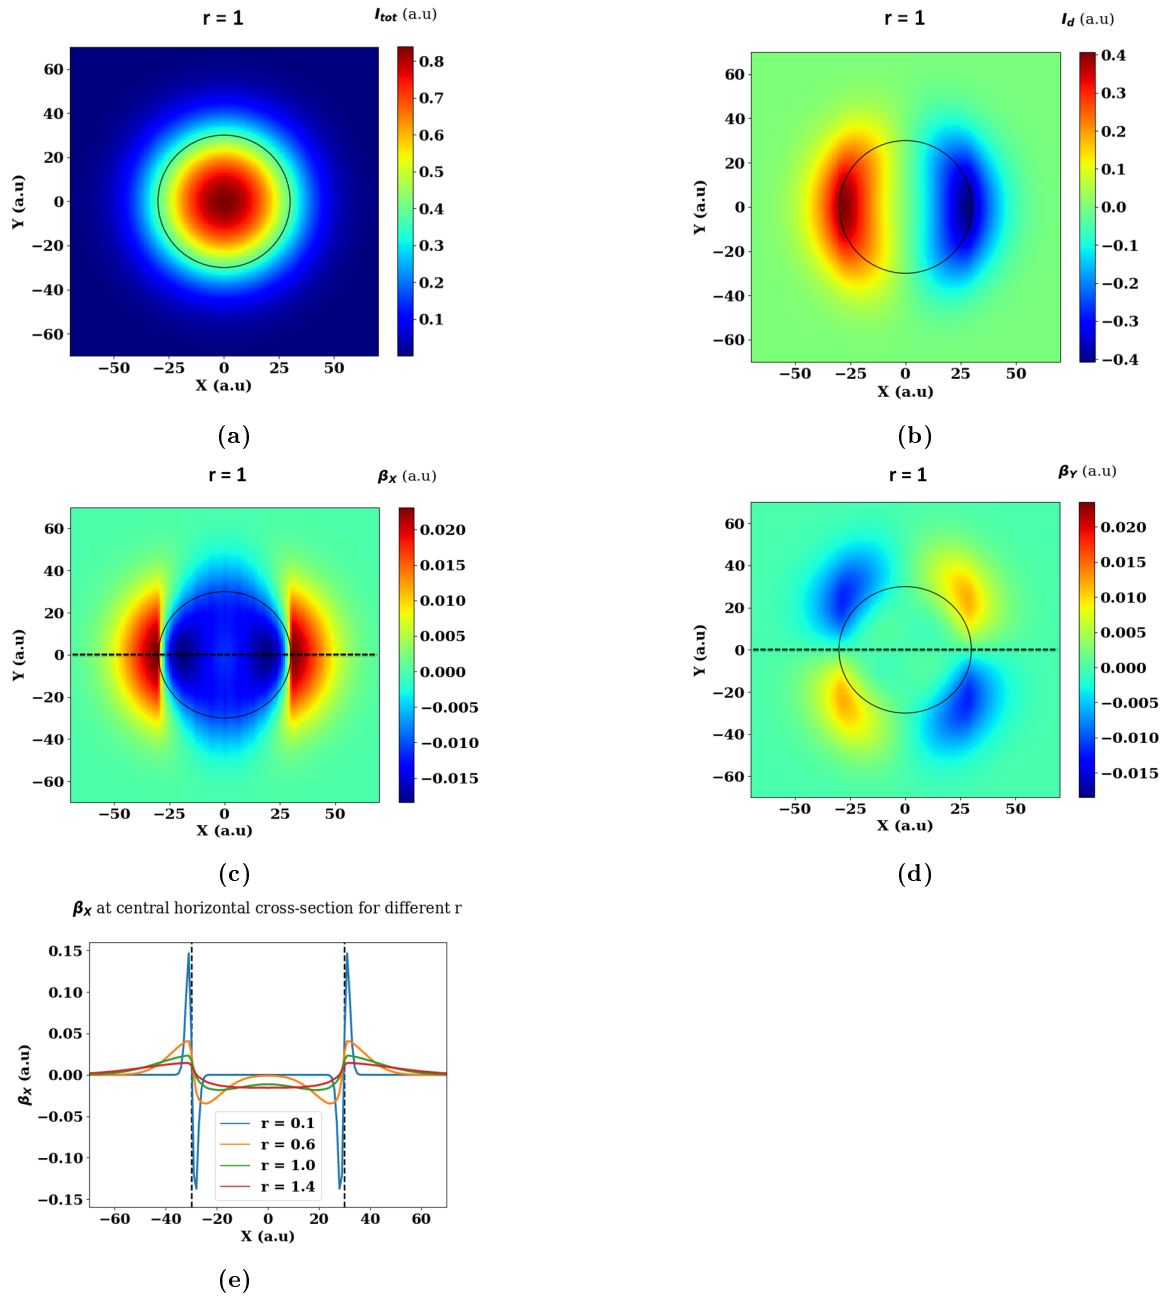 r = 1
I_tot (a.u)
60
40
20
0
−20
−40
−60
Y (a.u)
−50 −25 0 25 50
X (a.u)
0.8
0.7
0.6
0.5
0.4
0.3
0.2
0.1
(a)
r = 1
I_d (a.u)
60
40
20
0
−20
−40
−60
Y (a.u)
−50 −25 0 25 50
X (a.u)
0.4
0.3
0.2
0.1
0.0
−0.1
−0.2
−0.3
−0.4
(b)
r = 1
β_X (a.u)
60
40
20
0
−20
−40
−60
Y (a.u)
−50 −25 0 25 50
X (a.u)
0.020
0.015
0.010
0.005
0.000
−0.005
−0.010
−0.015
(c)
r = 1
β_Y (a.u)
60
40
20
0
−20
−40
−60
Y (a.u)
−50 −25 0 25 50
X (a.u)
0.020
0.015
0.010
0.005
0.000
−0.005
−0.010
−0.015
(d)
β_X at central horizontal cross-section for different r
0.15
0.10
0.05
0.00
−0.05
−0.10
−0.15
β_X (a.u)
r = 0.1
r = 0.6
r = 1.0
r = 1.4
−60 −40 −20 0 20 40 60
X (a.u)
(e)